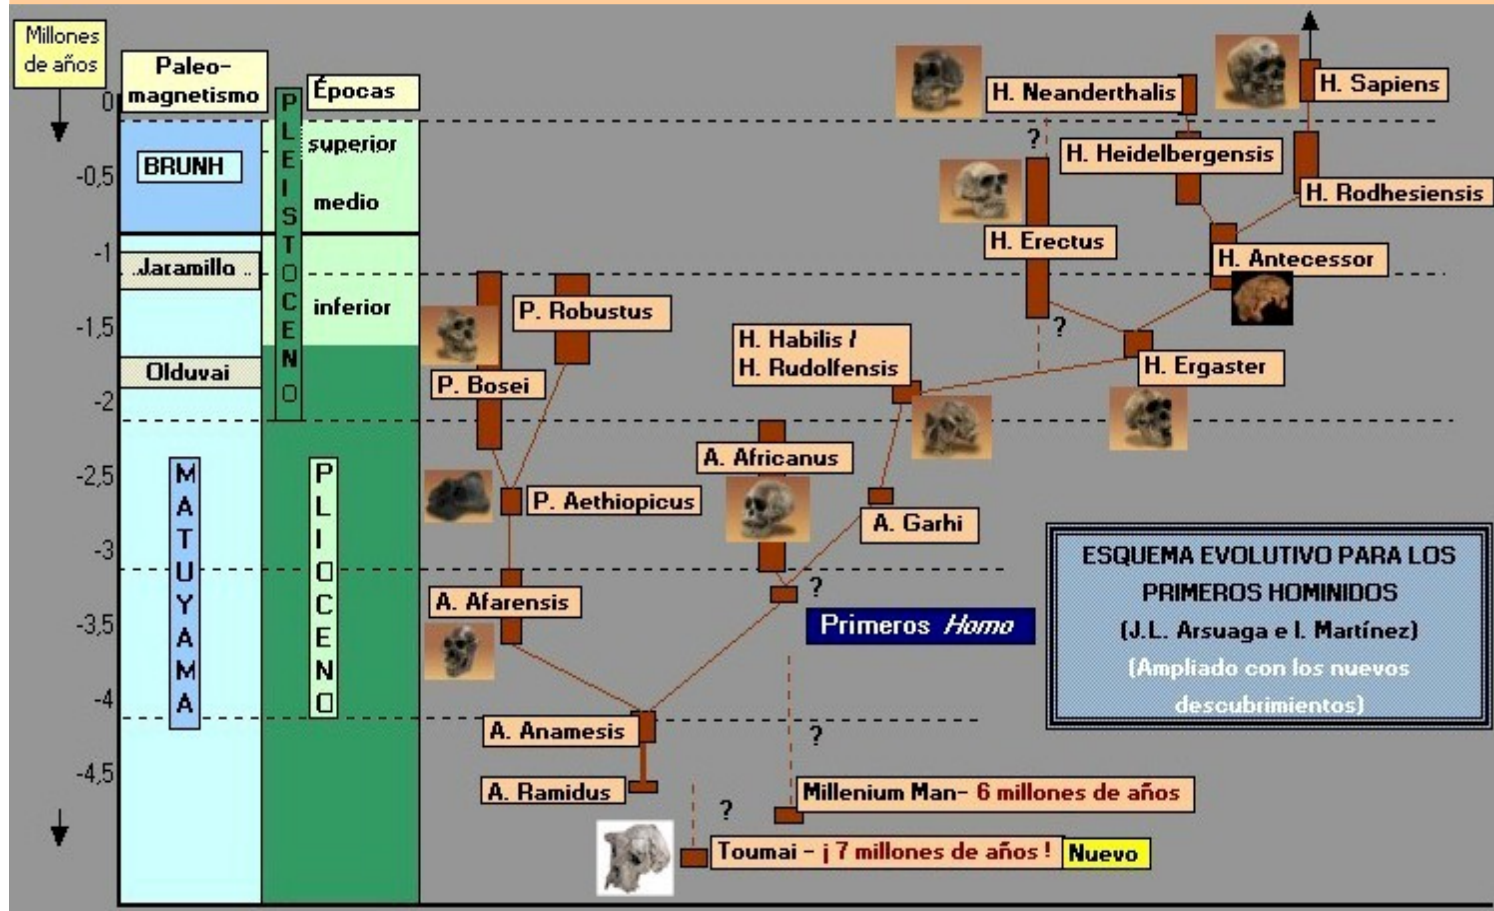 Millones
de años
Paleo-
magnetismo
Épocas
0
-0,5
-1
-1,5
-2
-2,5
-3
-3,5
-4
-4,5
BRUNH
Jaramillo
Olduvai
MATUYAMA
PLEISTOCENO
PLIOCENO
superior
medio
inferior
H. Neanderthalis
H. Sapiens
?
H. Heidelbergensis
H. Rodhesiensis
H. Erectus
H. Antecessor
?
P. Robustus
H. Habilis /
H. Rudolfensis
H. Ergaster
P. Bosei
A. Africanus
P. Aethiopicus
A. Garhi
A. Afarensis
?
Primeros Homo
A. Anamesis
?
A. Ramidus
Millenium Man- 6 millones de años
?
Toumai - ¡ 7 millones de años !
Nuevo
ESQUEMA EVOLUTIVO PARA LOS
PRIMEROS HOMINIDOS
(J.L. Arsuaga e I. Martínez)
(Ampliado con los nuevos
descubrimientos)